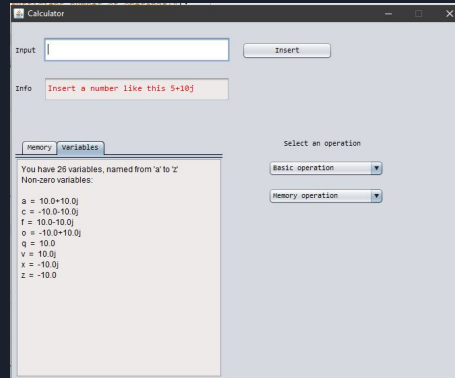 Calculator
Input
Insert
Info
Insert a number like this 5+10j
Memory
Variables
Select an operation
Basic operation
Memory operation
You have 26 variables, named from 'a' to 'z'
Non-zero variables:
a = 10.0+10.0j
c = -10.0-10.0j
f = 10.0-10.0j
o = -10.0+10.0j
q = 10.0
v = 10.0j
x = -10.0j
z = -10.0